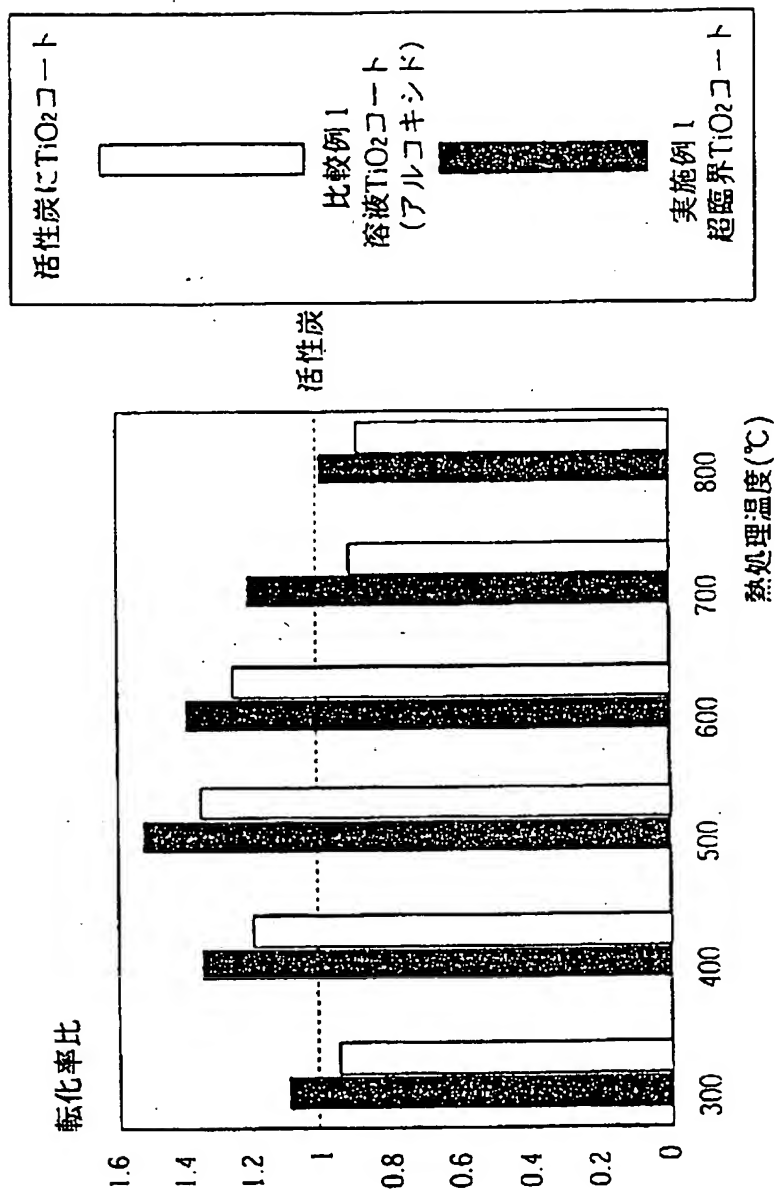 転化率比
1.6
1.4
1.2
1
0.8
0.6
0.4
0.2
0
300
400
500
600
700
800
熱処理温度(℃)
活性炭
活性炭にTiO2コート
比較例1
溶液TiO2コート
(アルコキシド)
実施例1
超臨界TiO2コート